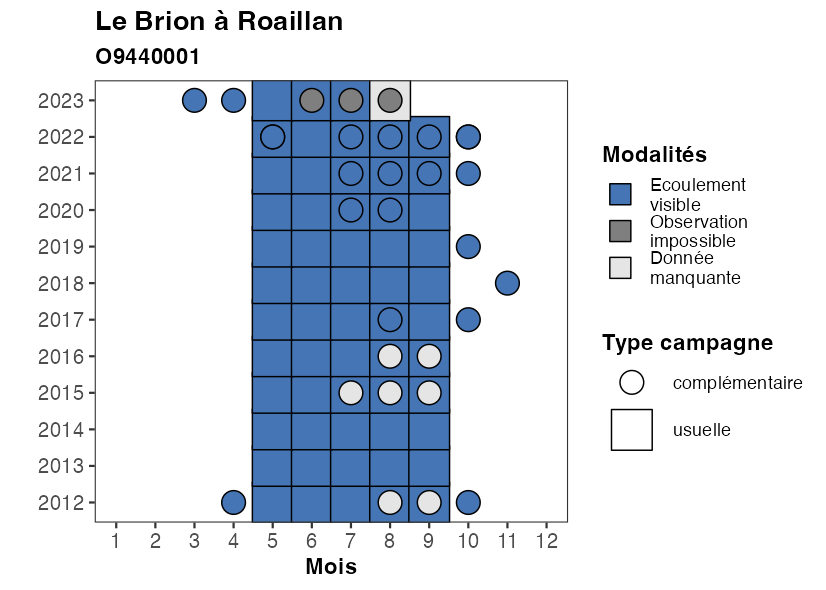 Le Brion à Roaillan
O9440001
2023
2022
2021
2020
2019
2018
2017
2016
2015
2014
2013
2012
1 2 3 4 5 6 7 8 9 10 11 12
Mois
Modalités
Ecoulement
visible
Observation
impossible
Donnée
manquante
Type campagne
complémentaire
usuelle